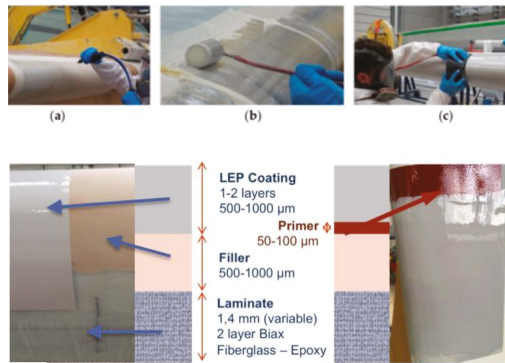 (a)
(b)
(c)
LEP Coating
1-2 layers
500-1000 µm
Primer
50-100 µm
Filler
500-1000 µm
Laminate
1,4 mm (variable)
2 layer Biax
Fiberglass – Epoxy